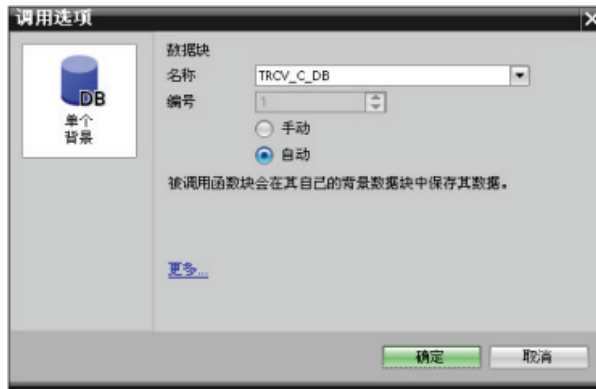 调用选项
数据块
名称 TRCV_C_DB
编号 1
手动
自动
DB
单个
背景
被调用函数块会在其自己的背景数据块中保存其数据。
更多...
确定 取消